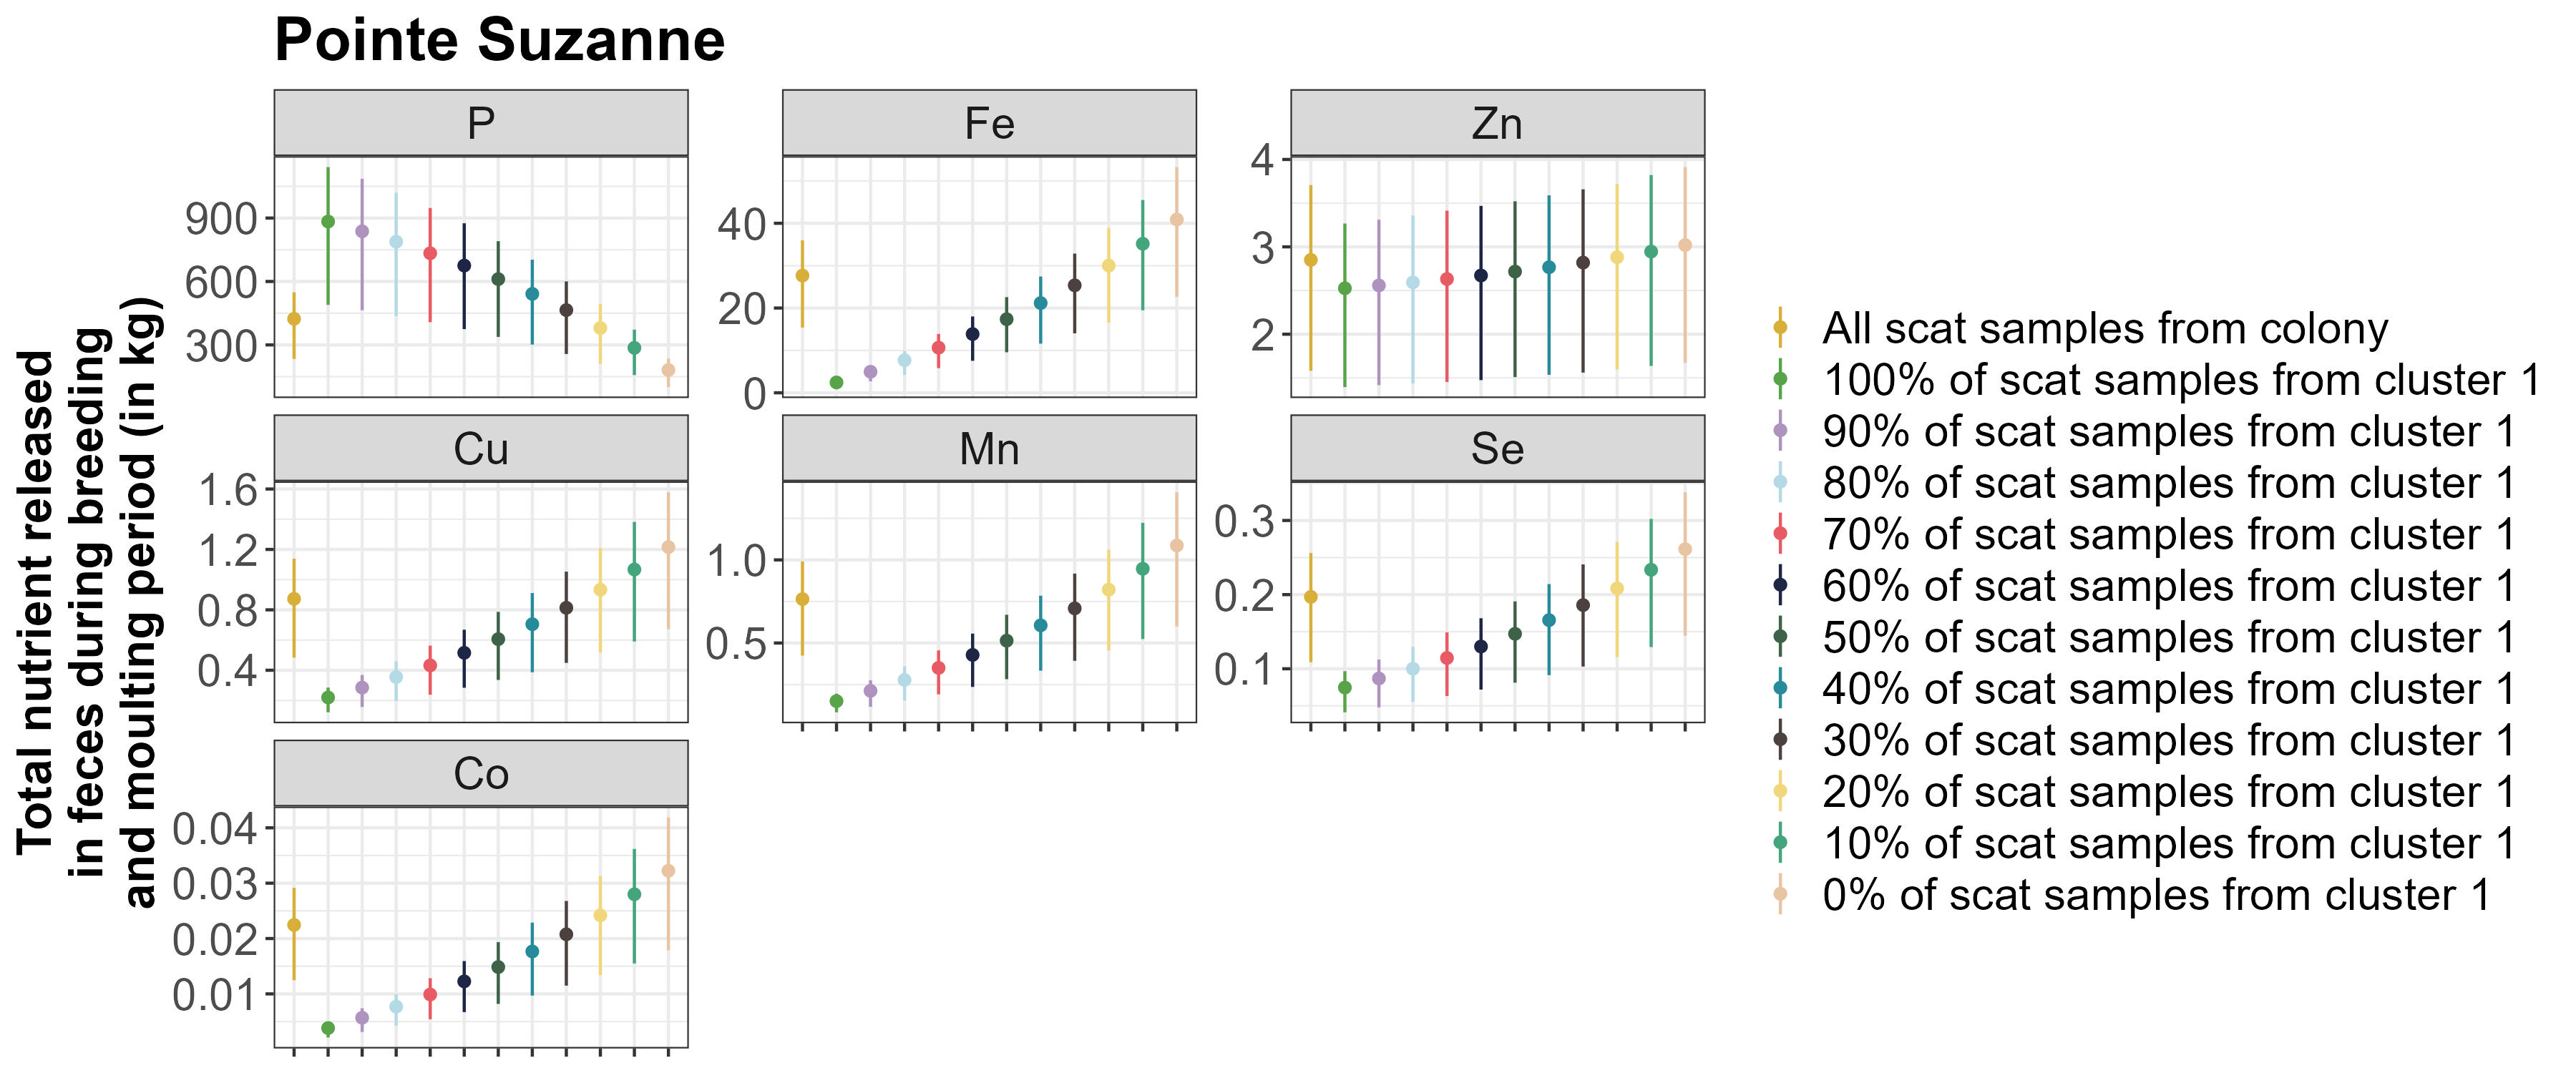 Pointe Suzanne
Total nutrient released
in feces during breeding
and moulting period (in kg)
P
900
600
300
Fe
40
20
0
Zn
4
3
2
Cu
1.6
1.2
0.8
0.4
Mn
1.0
0.5
Se
0.3
0.2
0.1
Co
0.04
0.03
0.02
0.01
All scat samples from colony
100% of scat samples from cluster 1
90% of scat samples from cluster 1
80% of scat samples from cluster 1
70% of scat samples from cluster 1
60% of scat samples from cluster 1
50% of scat samples from cluster 1
40% of scat samples from cluster 1
30% of scat samples from cluster 1
20% of scat samples from cluster 1
10% of scat samples from cluster 1
0% of scat samples from cluster 1